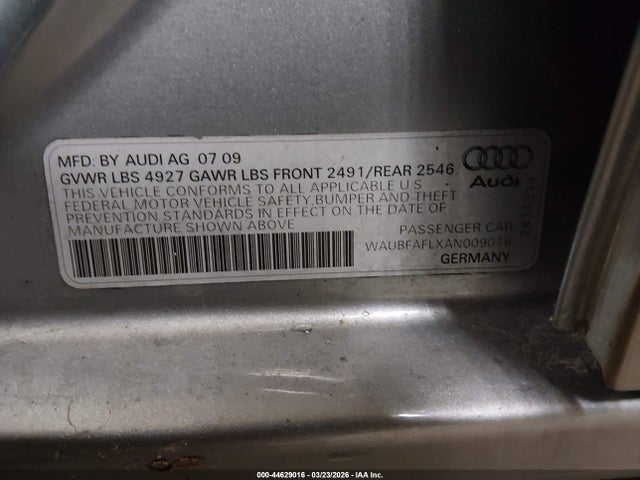 MFD. BY AUDI AG 07 09
GVWR LBS 4927 GAWR LBS FRONT 2491/REAR 2546
THIS VEHICLE CONFORMS TO ALL APPLICABLE U S
FEDERAL MOTOR VEHICLE SAFETY,BUMPER AND THEFT
PREVENTION STANDARDS IN EFFECT ON THE DATE OF
MANUFACTURE SHOWN ABOVE
Audi
PASSENGER CAR
WAUBFAFLXAN009076
GERMANY
2834316
000-44629016 - 03/23/2026 - IAA Inc.